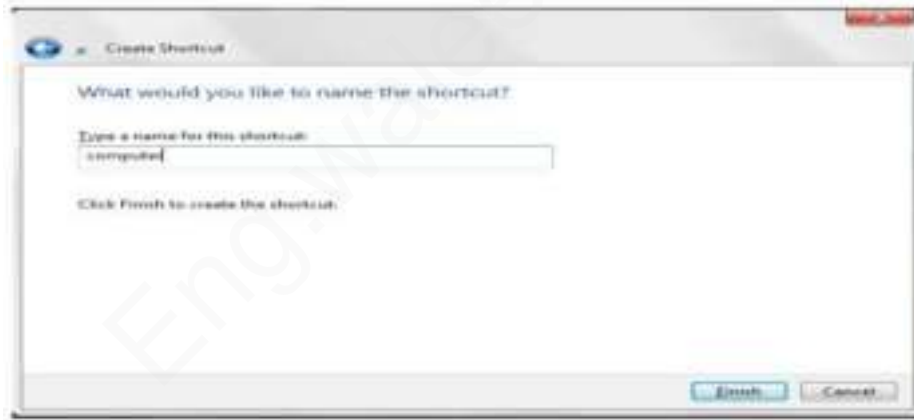 Create Shortcut
What would you like to name the shortcut?
Type a name for this shortcut:
computer
Click Finish to create the shortcut.
Finish Cancel